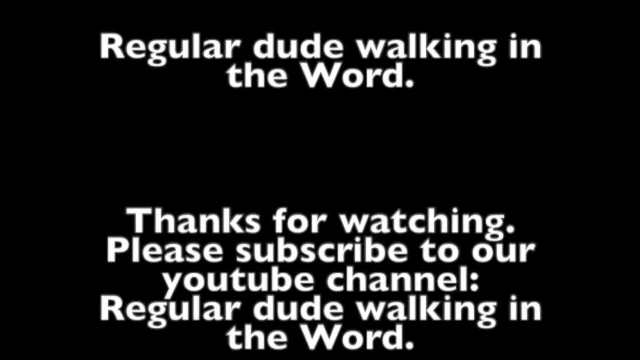 Regular dude walking in
the Word.
Thanks for watching.
Please subscribe to our
youtube channel:
Regular dude walking in
the Word.